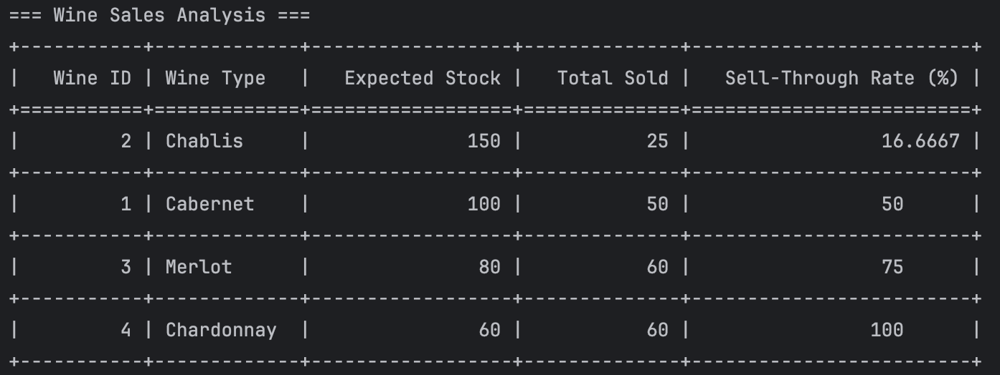 === Wine Sales Analysis ===
+-----------+-------------+-----------------+--------------+-------------------------+
|   Wine ID | Wine Type   |   Expected Stock |   Total Sold |   Sell-Through Rate (%) |
+===========+=============+==================+==============+=========================+
|         2 | Chablis     |              150 |           25 |                 16.6667 |
+-----------+-------------+------------------+--------------+-------------------------+
|         1 | Cabernet    |              100 |           50 |                 50      |
+-----------+-------------+------------------+--------------+-------------------------+
|         3 | Merlot      |               80 |           60 |                 75      |
+-----------+-------------+------------------+--------------+-------------------------+
|         4 | Chardonnay  |               60 |           60 |                100      |
+-----------+-------------+------------------+--------------+-------------------------+